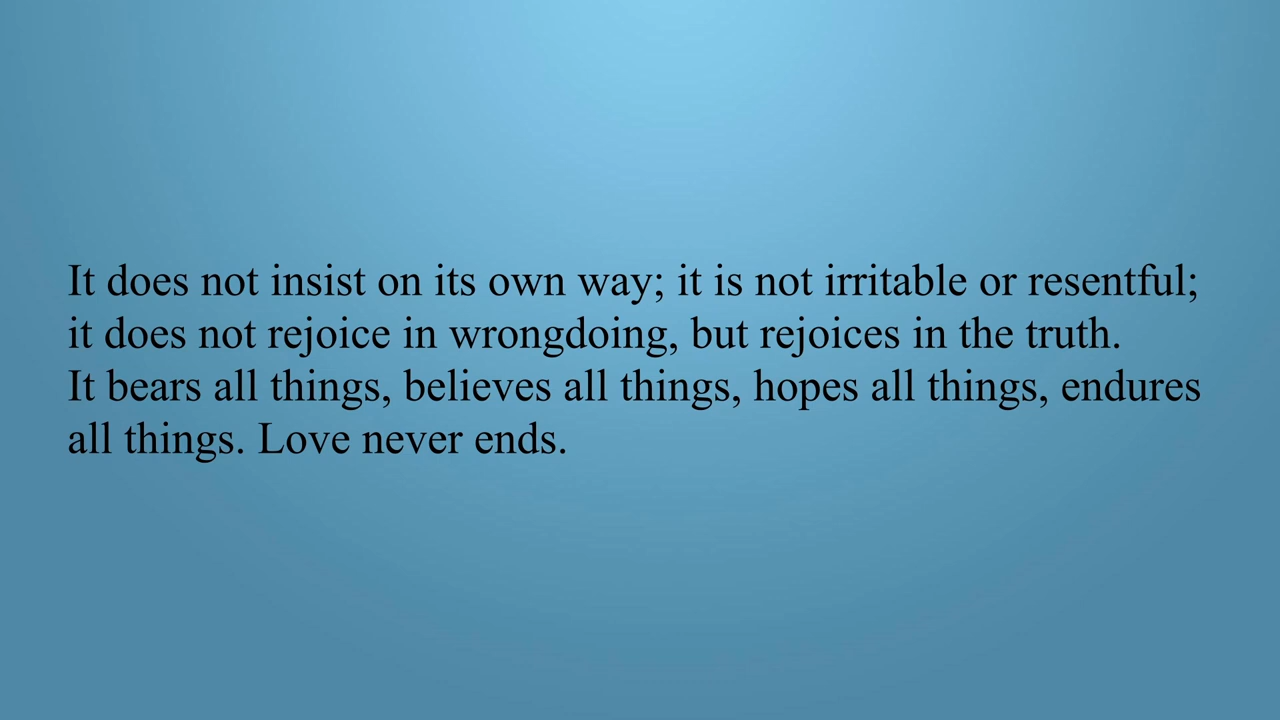 It does not insist on its own way; it is not irritable or resentful;
it does not rejoice in wrongdoing, but rejoices in the truth.
It bears all things, believes all things, hopes all things, endures
all things. Love never ends.